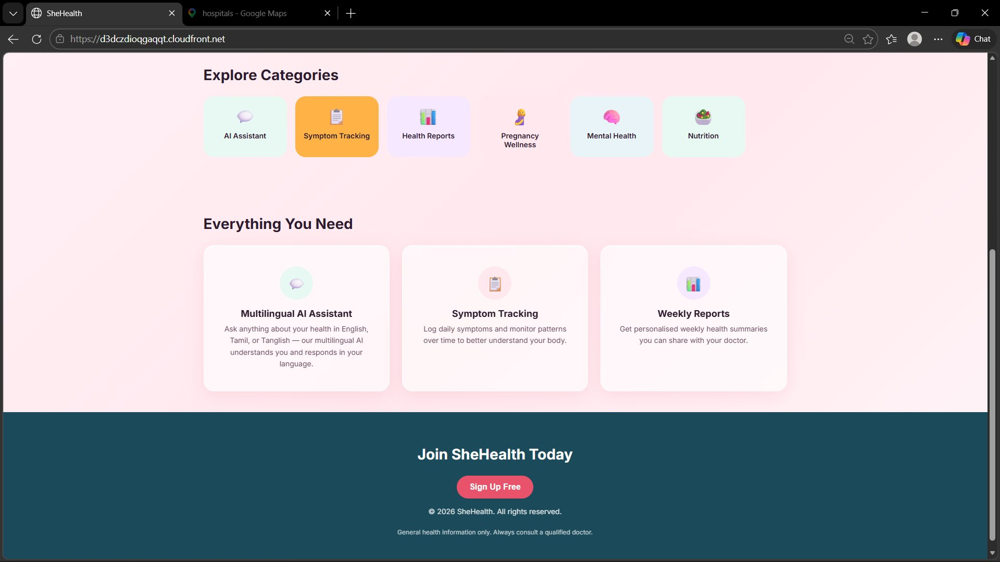 SheHealth
hospitals - Google Maps
https://d3dczdioqgaqqt.cloudfront.net
Chat
Explore Categories
AI Assistant
Symptom Tracking
Health Reports
Pregnancy
Wellness
Mental Health
Nutrition
Everything You Need
Multilingual AI Assistant
Ask anything about your health in English,
Tamil, or Tanglish — our multilingual AI
understands you and responds in your
language.
Symptom Tracking
Log daily symptoms and monitor patterns
over time to better understand your body.
Weekly Reports
Get personalised weekly health summaries
you can share with your doctor.
Join SheHealth Today
Sign Up Free
© 2026 SheHealth. All rights reserved.
General health information only. Always consult a qualified doctor.